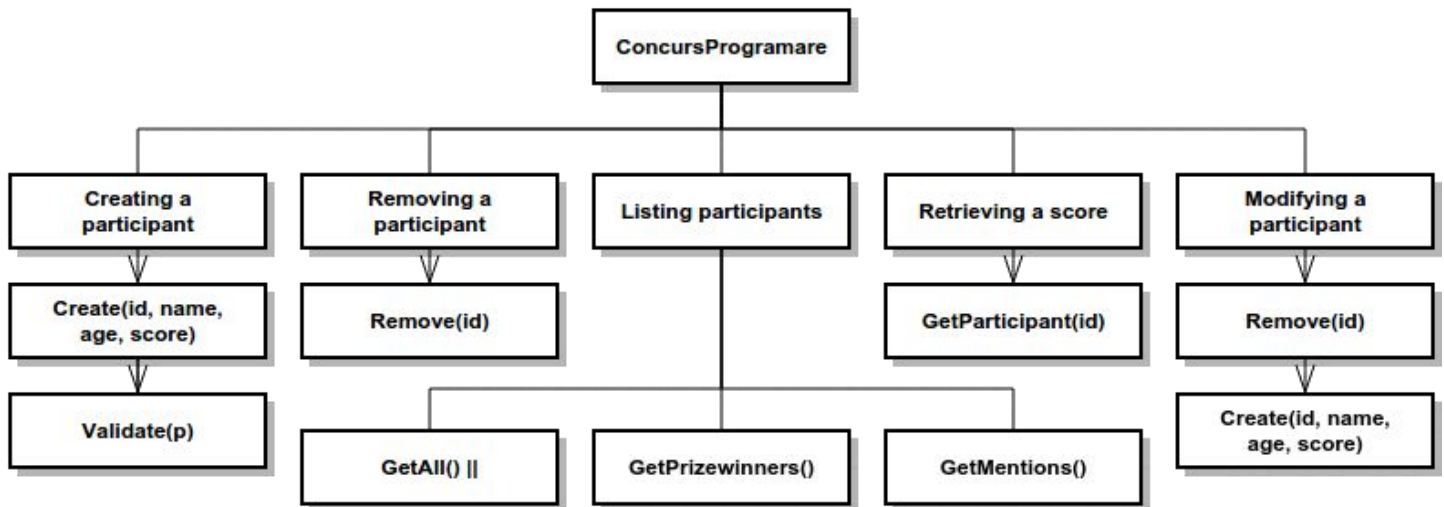 ConcursProgramare
Creating a
participant
Removing a
participant
Listing participants
Retrieving a score
Modifying a
participant
Create(id, name,
age, score)
Remove(id)
GetParticipant(id)
Remove(id)
Validate(p)
GetAll() ||
GetPrizewinners()
GetMentions()
Create(id, name,
age, score)